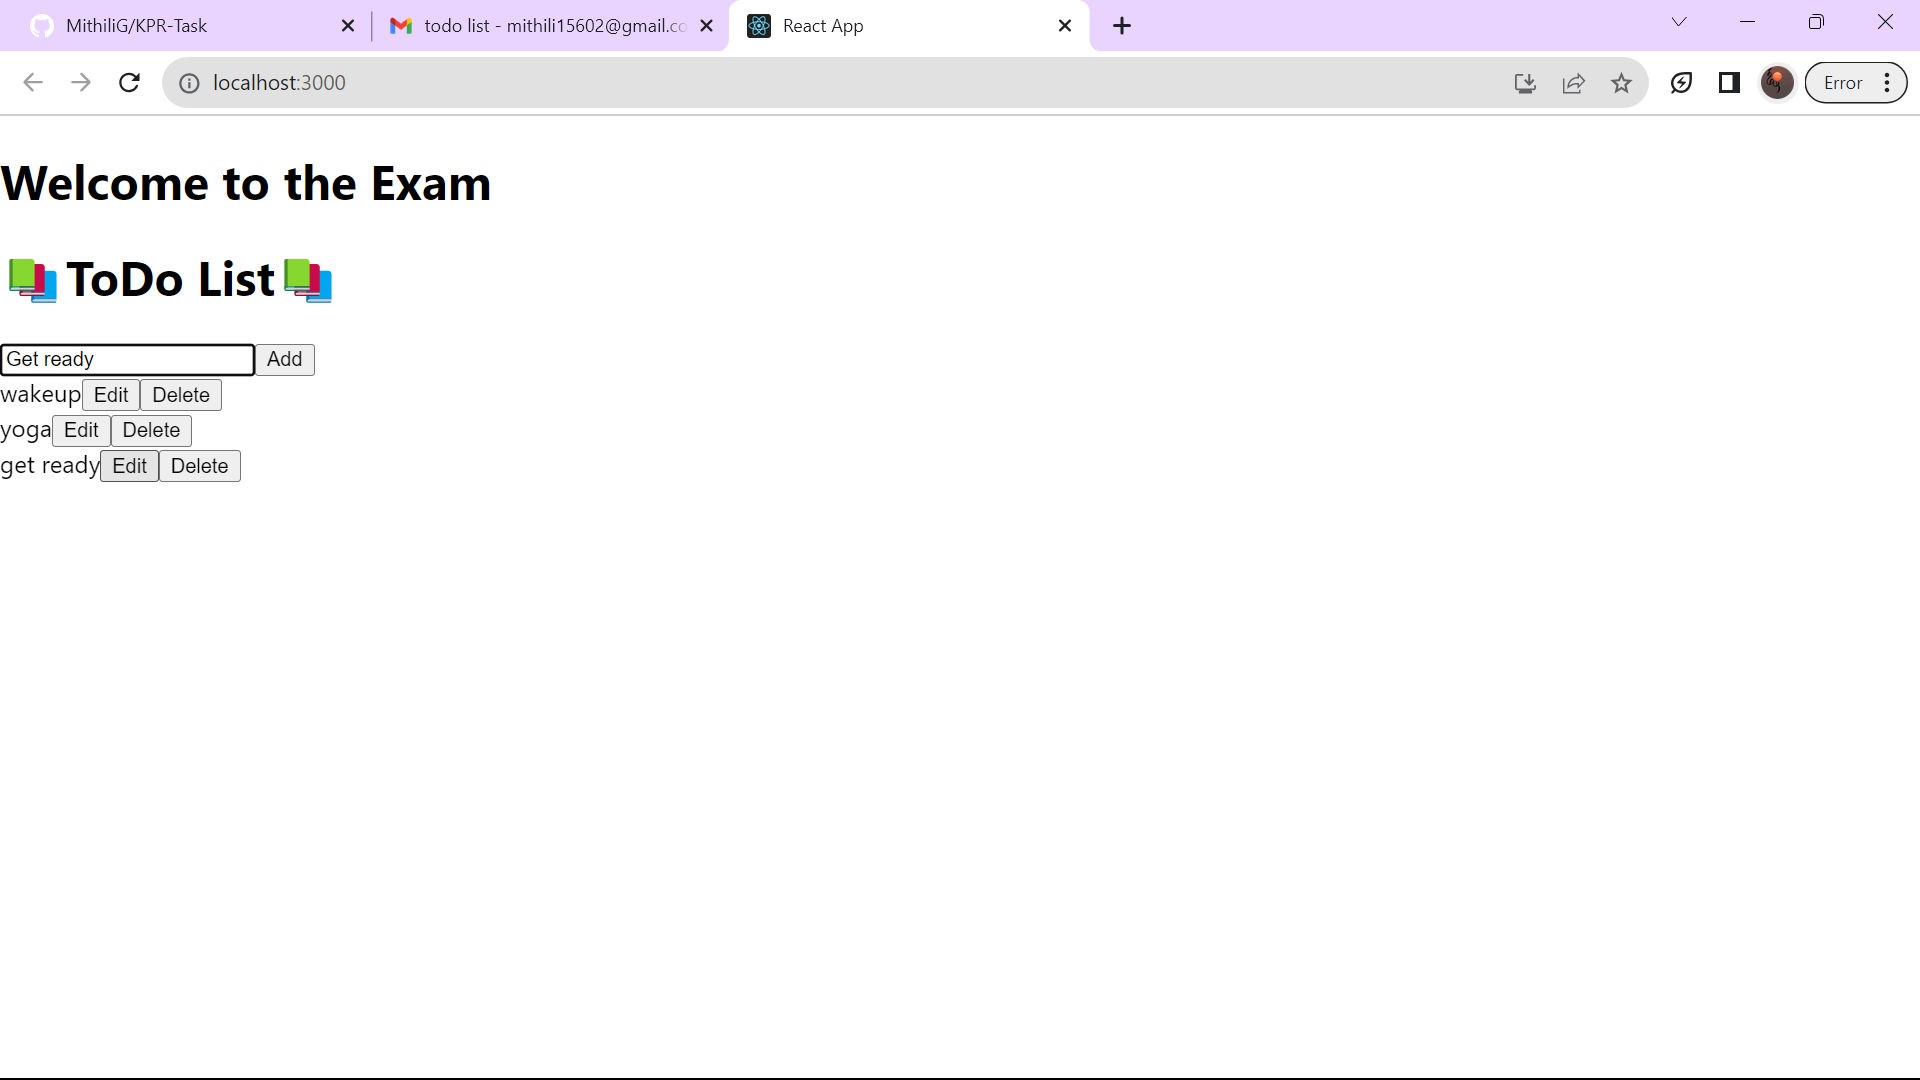 MithiliG/KPR-Task
todo list - mithili15602@gmail.co
React App
localhost:3000
Error
Welcome to the Exam
📚ToDo List📚
Get ready Add
wakeup Edit Delete
yoga Edit Delete
get ready Edit Delete